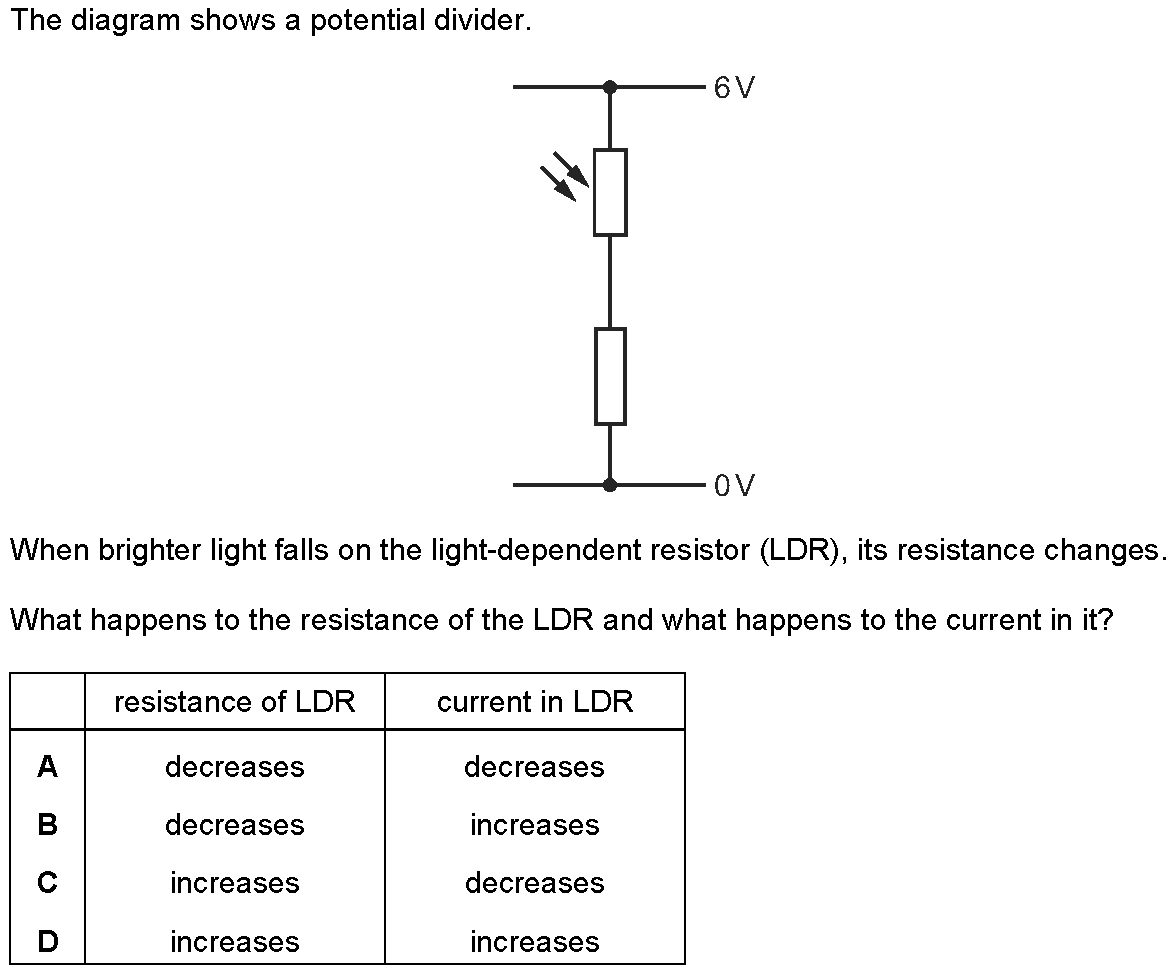 The diagram shows a potential divider.
6 V
0 V
When brighter light falls on the light-dependent resistor (LDR), its resistance changes.
What happens to the resistance of the LDR and what happens to the current in it?
resistance of LDR current in LDR
A decreases decreases
B decreases increases
C increases decreases
D increases increases